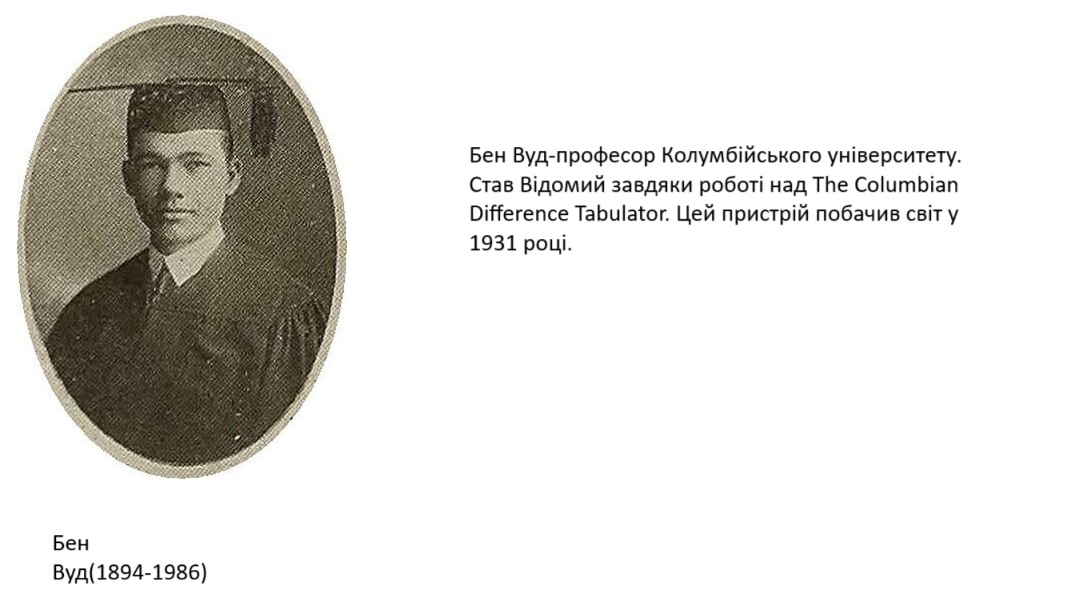 Бен Вуд-професор Колумбійського університету.
Став Відомий завдяки роботі над The Columbian
Difference Tabulator. Цей пристрій побачив світ у
1931 році.
Бен
Вуд(1894-1986)